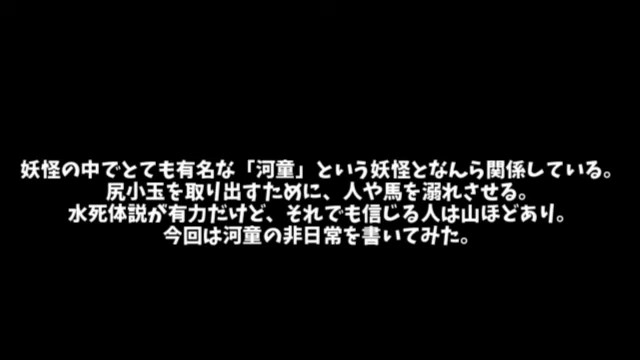 妖怪の中でとても有名な「河童」という妖怪となんら関係している。
尻小玉を取り出すために、人や馬を溺れさせる。
水死体説が有力だけど、それでも信じる人は山ほどあり。
今回は河童の非日常を書いてみた。